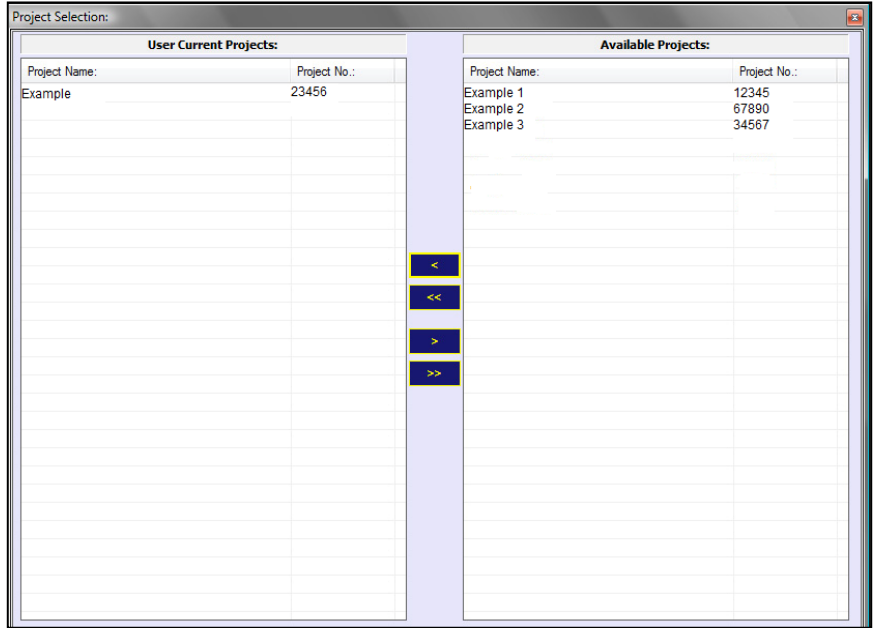 Project Selection:
User Current Projects:
Project Name: Project No.:
Example 23456
Available Projects:
Project Name: Project No.:
Example 1 12345
Example 2 67890
Example 3 34567
<
<<
>
>>